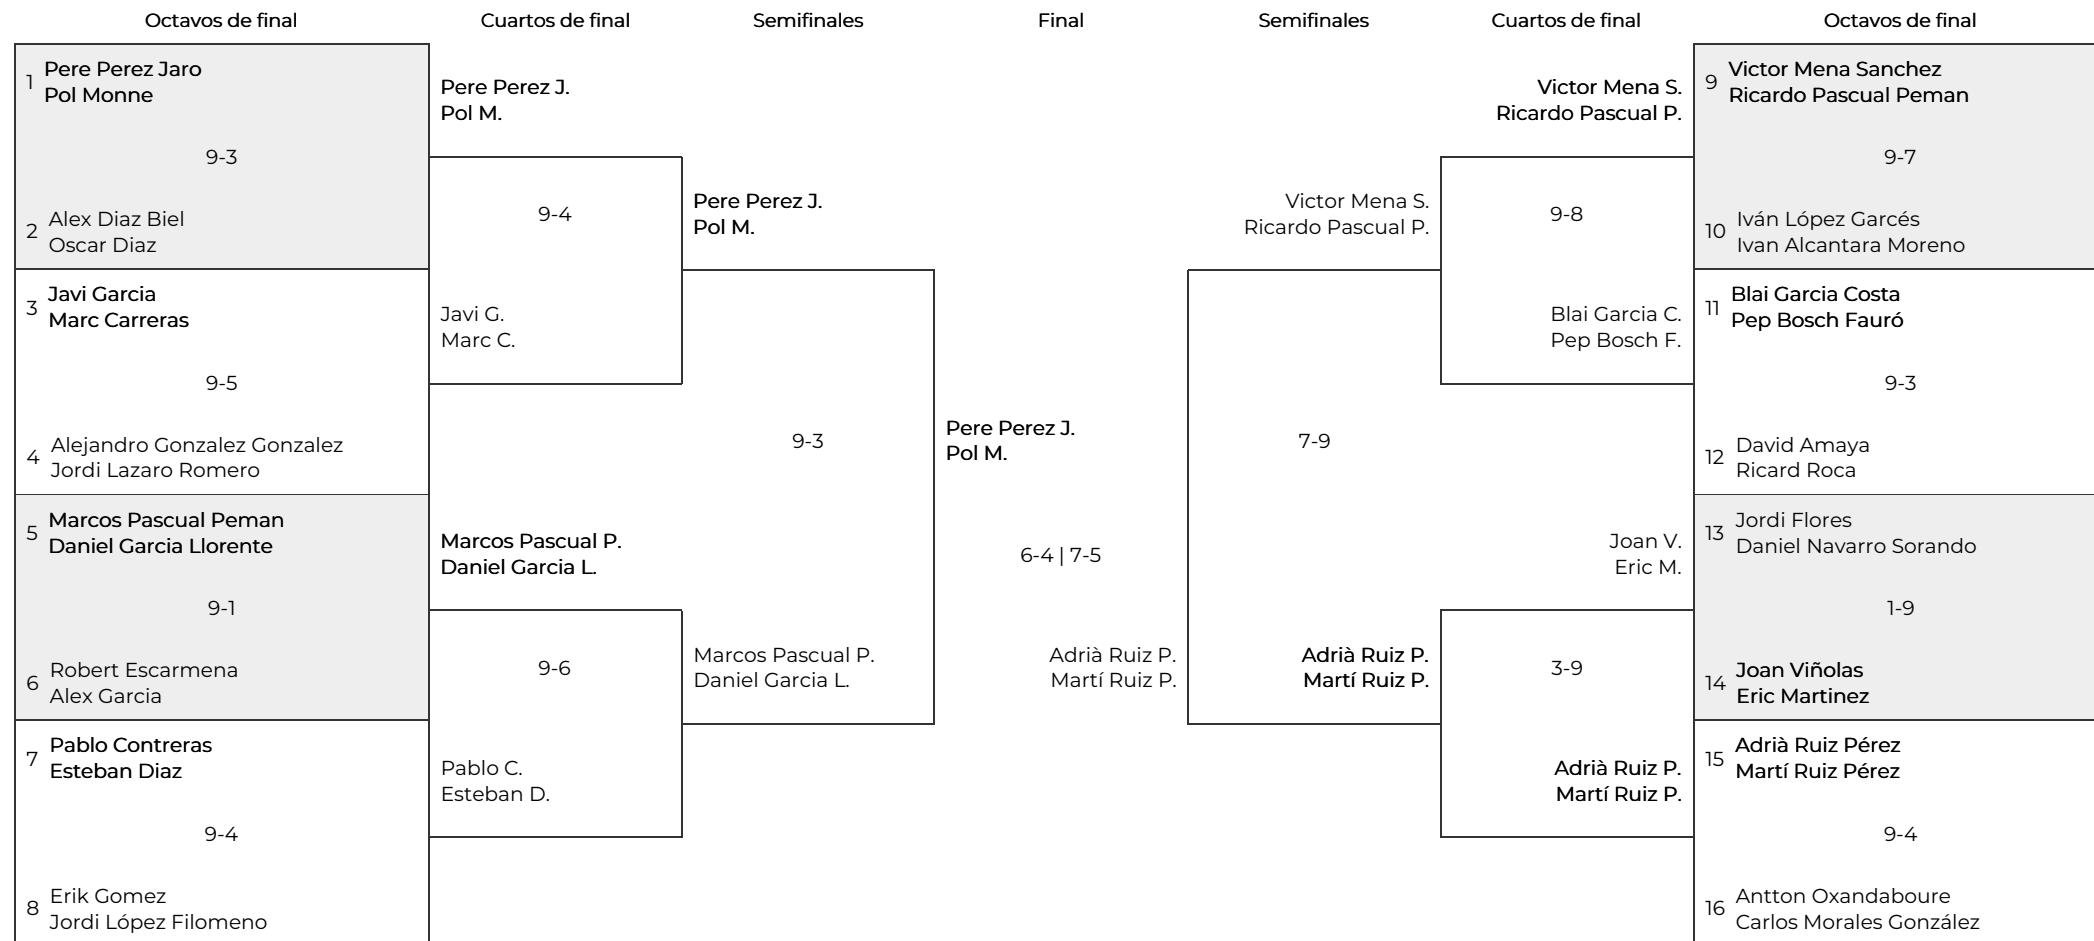 Octavos de final
Cuartos de final
Semifinales
Final
Semifinales
Cuartos de final
Octavos de final
1
Pere Perez Jaro
Pol Monne
9-3
2
Alex Diaz Biel
Oscar Diaz
3
Javi Garcia
Marc Carreras
9-5
4
Alejandro Gonzalez Gonzalez
Jordi Lazaro Romero
5
Marcos Pascual Peman
Daniel Garcia Llorente
9-1
6
Robert Escarmena
Alex Garcia
7
Pablo Contreras
Esteban Diaz
9-4
8
Erik Gomez
Jordi López Filomeno
Pere Perez J.
Pol M.
9-4
Javi G.
Marc C.
Marcos Pascual P.
Daniel Garcia L.
9-6
Pablo C.
Esteban D.
Pere Perez J.
Pol M.
9-3
Marcos Pascual P.
Daniel Garcia L.
Pere Perez J.
Pol M.
6-4 | 7-5
Adrià Ruiz P.
Martí Ruiz P.
Victor Mena S.
Ricardo Pascual P.
7-9
Adrià Ruiz P.
Martí Ruiz P.
Victor Mena S.
Ricardo Pascual P.
9-8
Blai Garcia C.
Pep Bosch F.
Joan V.
Eric M.
3-9
Adrià Ruiz P.
Martí Ruiz P.
9
Victor Mena Sanchez
Ricardo Pascual Peman
9-7
10
Iván López Garcés
Ivan Alcantara Moreno
11
Blai Garcia Costa
Pep Bosch Fauró
9-3
12
David Amaya
Ricard Roca
13
Jordi Flores
Daniel Navarro Sorando
1-9
14
Joan Viñolas
Eric Martinez
15
Adrià Ruiz Pérez
Martí Ruiz Pérez
9-4
16
Antton Oxandaboure
Carlos Morales González